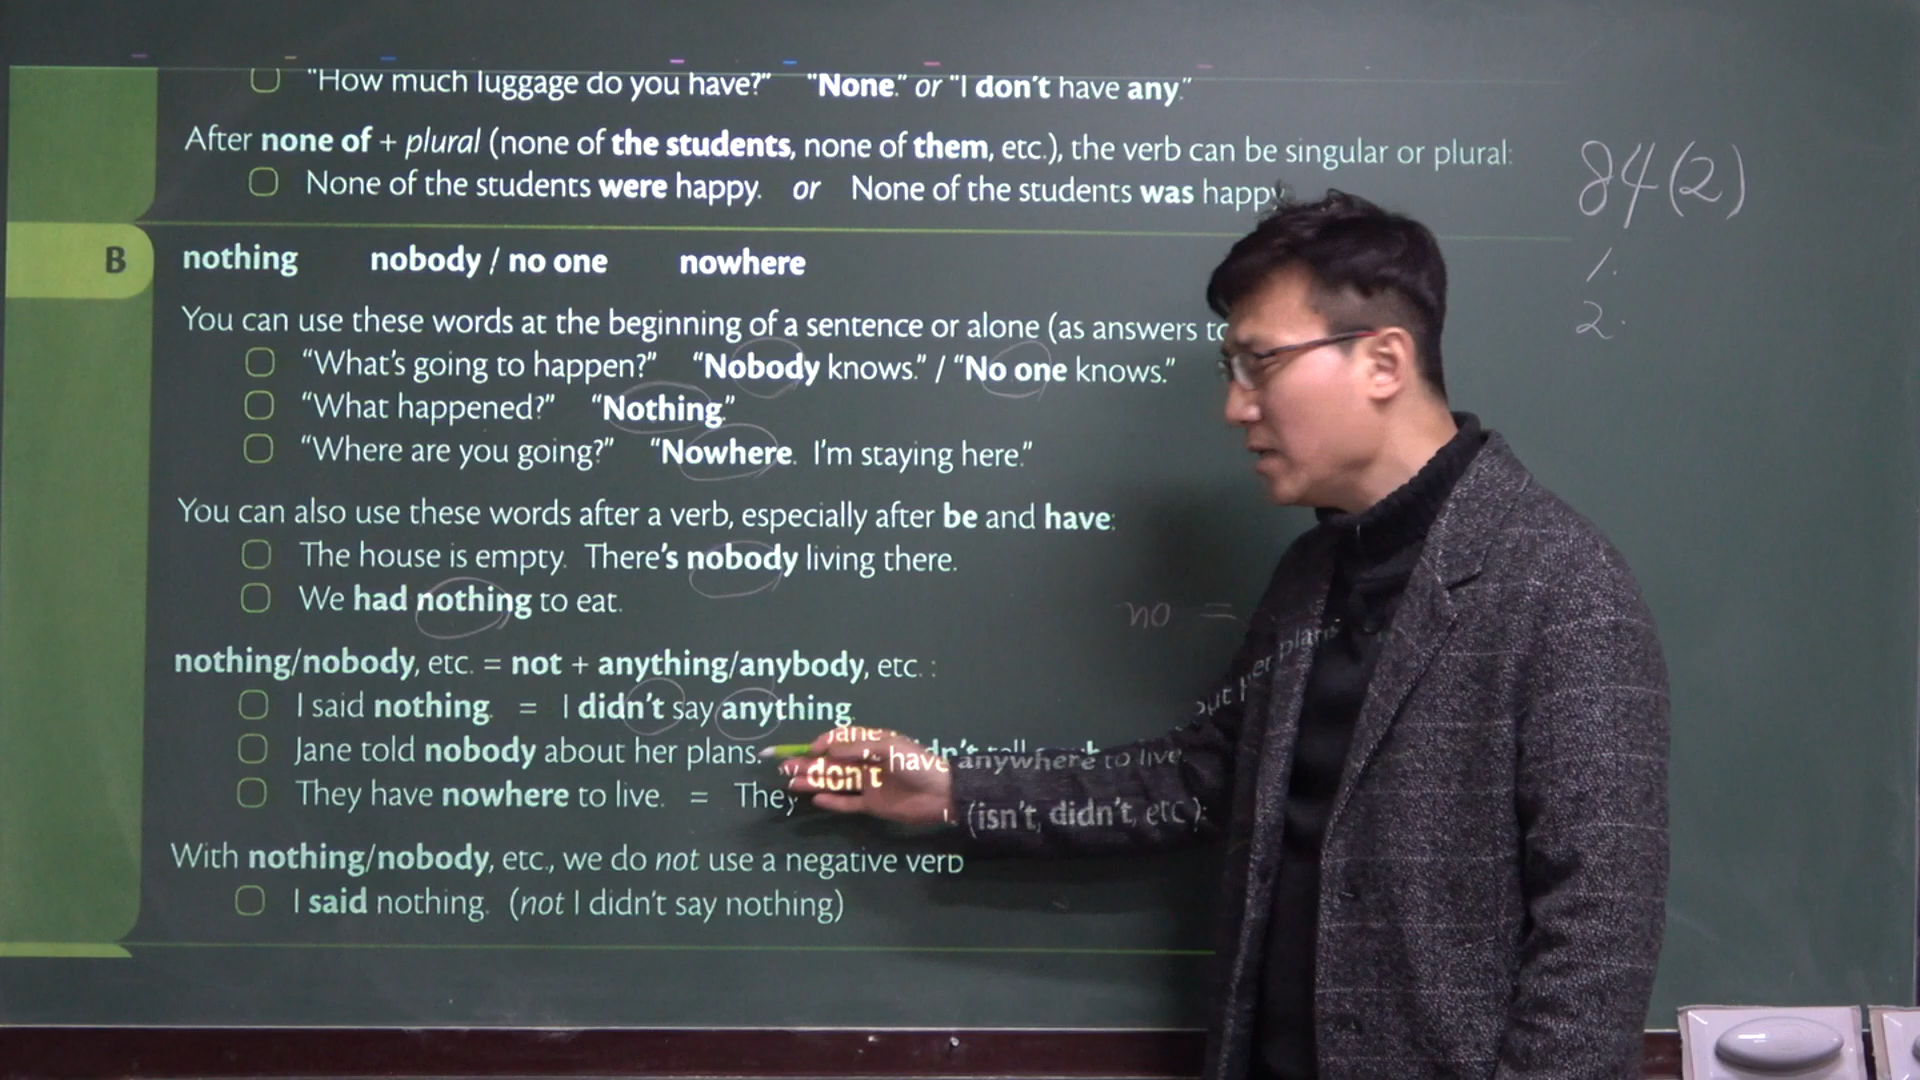 "How much luggage do you have?" "None." or "I don't have any."
After none of + plural (none of the students, none of them, etc.), the verb can be singular or plural:
None of the students were happy. or None of the students was happy
B nothing nobody / no one nowhere
You can use these words at the beginning of a sentence or alone (as answers to
"What's going to happen?" "Nobody knows." / "No one knows."
"What happened?" "Nothing."
"Where are you going?" "Nowhere. I'm staying here."
You can also use these words after a verb, especially after be and have:
The house is empty. There's nobody living there.
We had nothing to eat.
nothing/nobody, etc. = not + anything/anybody, etc. :
I said nothing. = I didn't say anything.
Jane told nobody about her plans. Jane dn't tell her plans
They have nowhere to live. = They don't have anywhere to live
With nothing/nobody, etc., we do not use a negative verb (isn't, didn't, etc.):
I said nothing. (not I didn't say nothing)
84(2)
1.
2.
no =